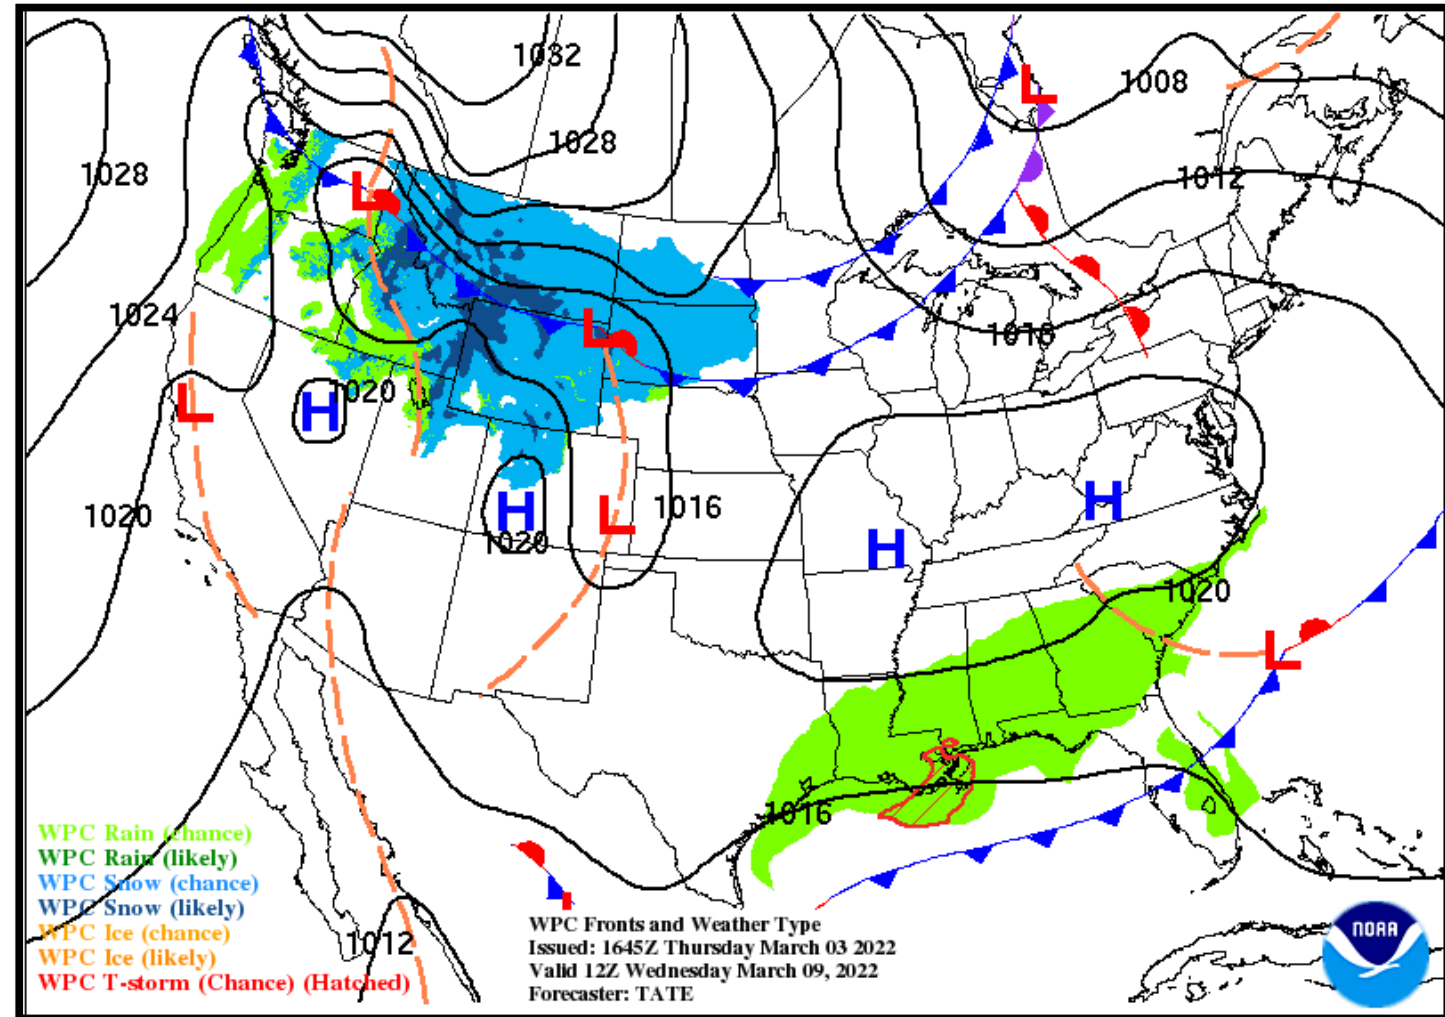 1032
1008
1028
1028
1012
1024
1018
L
L
L
L
H
1020
L
H
1020
1020
L
1016
H
H
1020
L
1016
1012
WPC Rain (chance)
WPC Rain (likely)
WPC Snow (chance)
WPC Snow (likely)
WPC Ice (chance)
WPC Ice (likely)
WPC T-storm (Chance) (Hatched)
WPC Fronts and Weather Type
Issued: 1645Z Thursday March 03 2022
Valid 12Z Wednesday March 09, 2022
Forecaster: TATE
NOAA